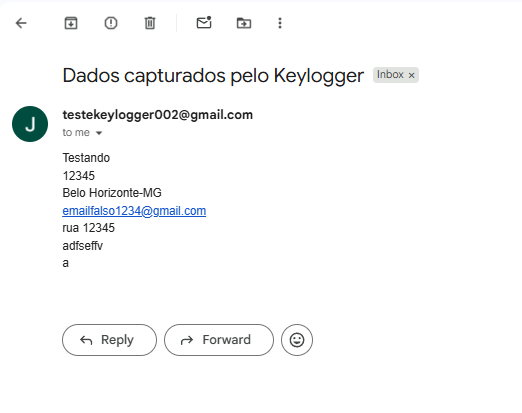 Dados capturados pelo Keylogger Inbox ×
J
testekeylogger002@gmail.com
to me
Testando
12345
Belo Horizonte-MG
emailfalso1234@gmail.com
rua 12345
adfseffv
a
Reply Forward